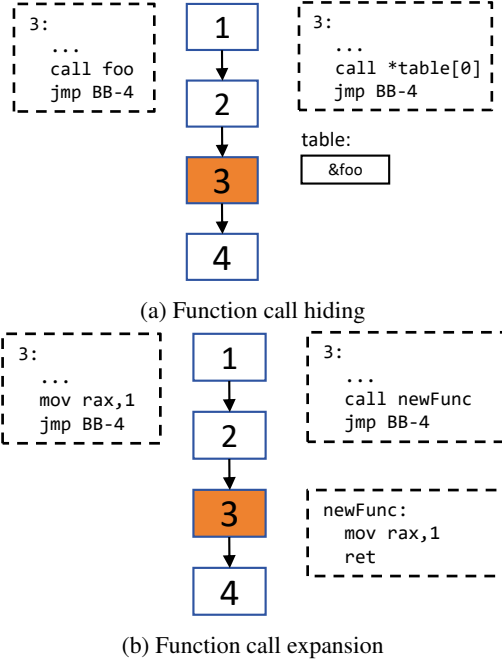 3:
...
call foo
jmp BB-4
1
2
3
4
3:
...
call *table[0]
jmp BB-4
table:
&foo
(a) Function call hiding
3:
...
mov rax,1
jmp BB-4
1
2
3
4
3:
...
call newFunc
jmp BB-4
newFunc:
mov rax,1
ret
(b) Function call expansion